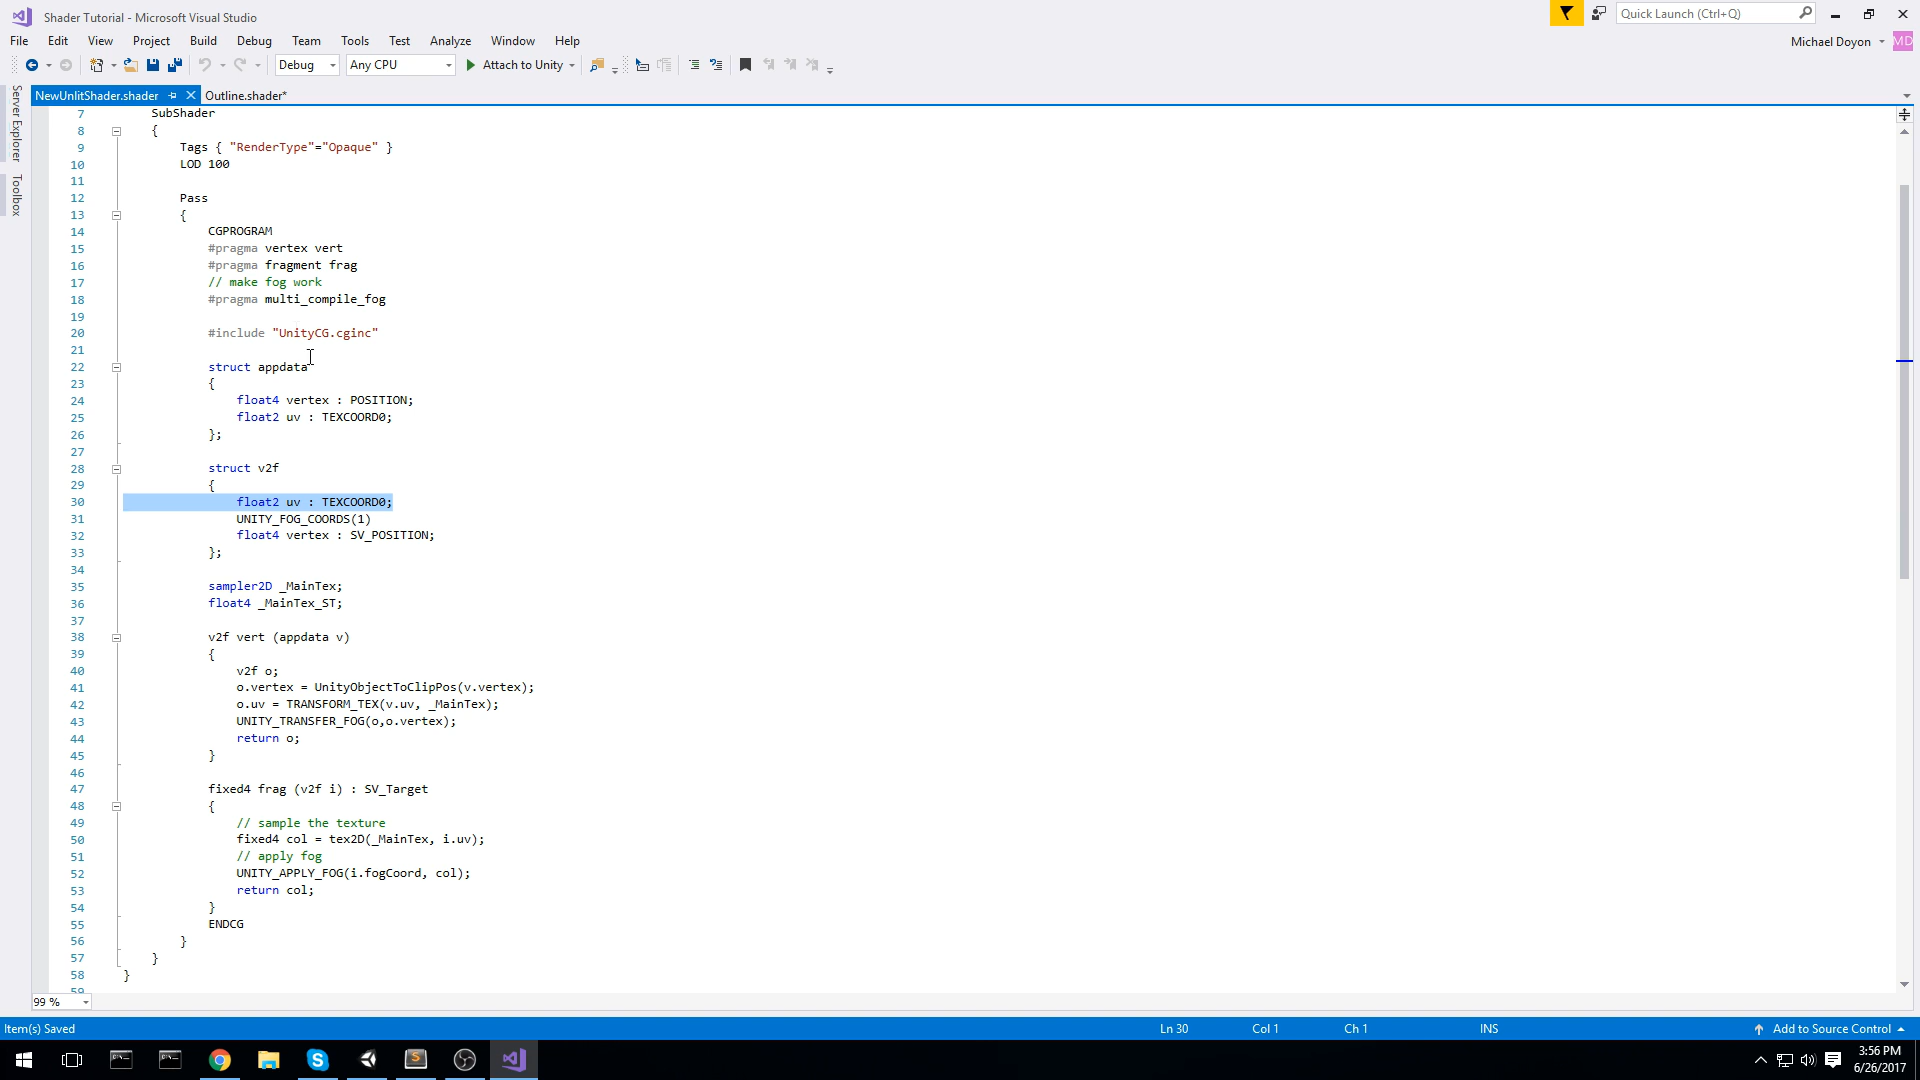 Shader Tutorial - Microsoft Visual Studio
Quick Launch (Ctrl+Q)
File Edit View Project Build Debug Team Tools Test Analyze Window Help
Michael Doyon MD
Debug Any CPU Attach to Unity
Server Explorer
Toolbox
NewUnlitShader.shader Outline.shader*
7 SubShader
8 {
9 Tags { "RenderType"="Opaque" }
10 LOD 100
11
12 Pass
13 {
14 CGPROGRAM
15 #pragma vertex vert
16 #pragma fragment frag
17 // make fog work
18 #pragma multi_compile_fog
19
20 #include "UnityCG.cginc"
21
22 struct appdata
23 {
24 float4 vertex : POSITION;
25 float2 uv : TEXCOORD0;
26 };
27
28 struct v2f
29 {
30 float2 uv : TEXCOORD0;
31 UNITY_FOG_COORDS(1)
32 float4 vertex : SV_POSITION;
33 };
34
35 sampler2D _MainTex;
36 float4 _MainTex_ST;
37
38 v2f vert (appdata v)
39 {
40 v2f o;
41 o.vertex = UnityObjectToClipPos(v.vertex);
42 o.uv = TRANSFORM_TEX(v.uv, _MainTex);
43 UNITY_TRANSFER_FOG(o,o.vertex);
44 return o;
45 }
46
47 fixed4 frag (v2f i) : SV_Target
48 {
49 // sample the texture
50 fixed4 col = tex2D(_MainTex, i.uv);
51 // apply fog
52 UNITY_APPLY_FOG(i.fogCoord, col);
53 return col;
54 }
55 ENDCG
56 }
57 }
58 }
59
99 %
Item(s) Saved Ln 30 Col 1 Ch 1 INS Add to Source Control
3:56 PM
6/26/2017